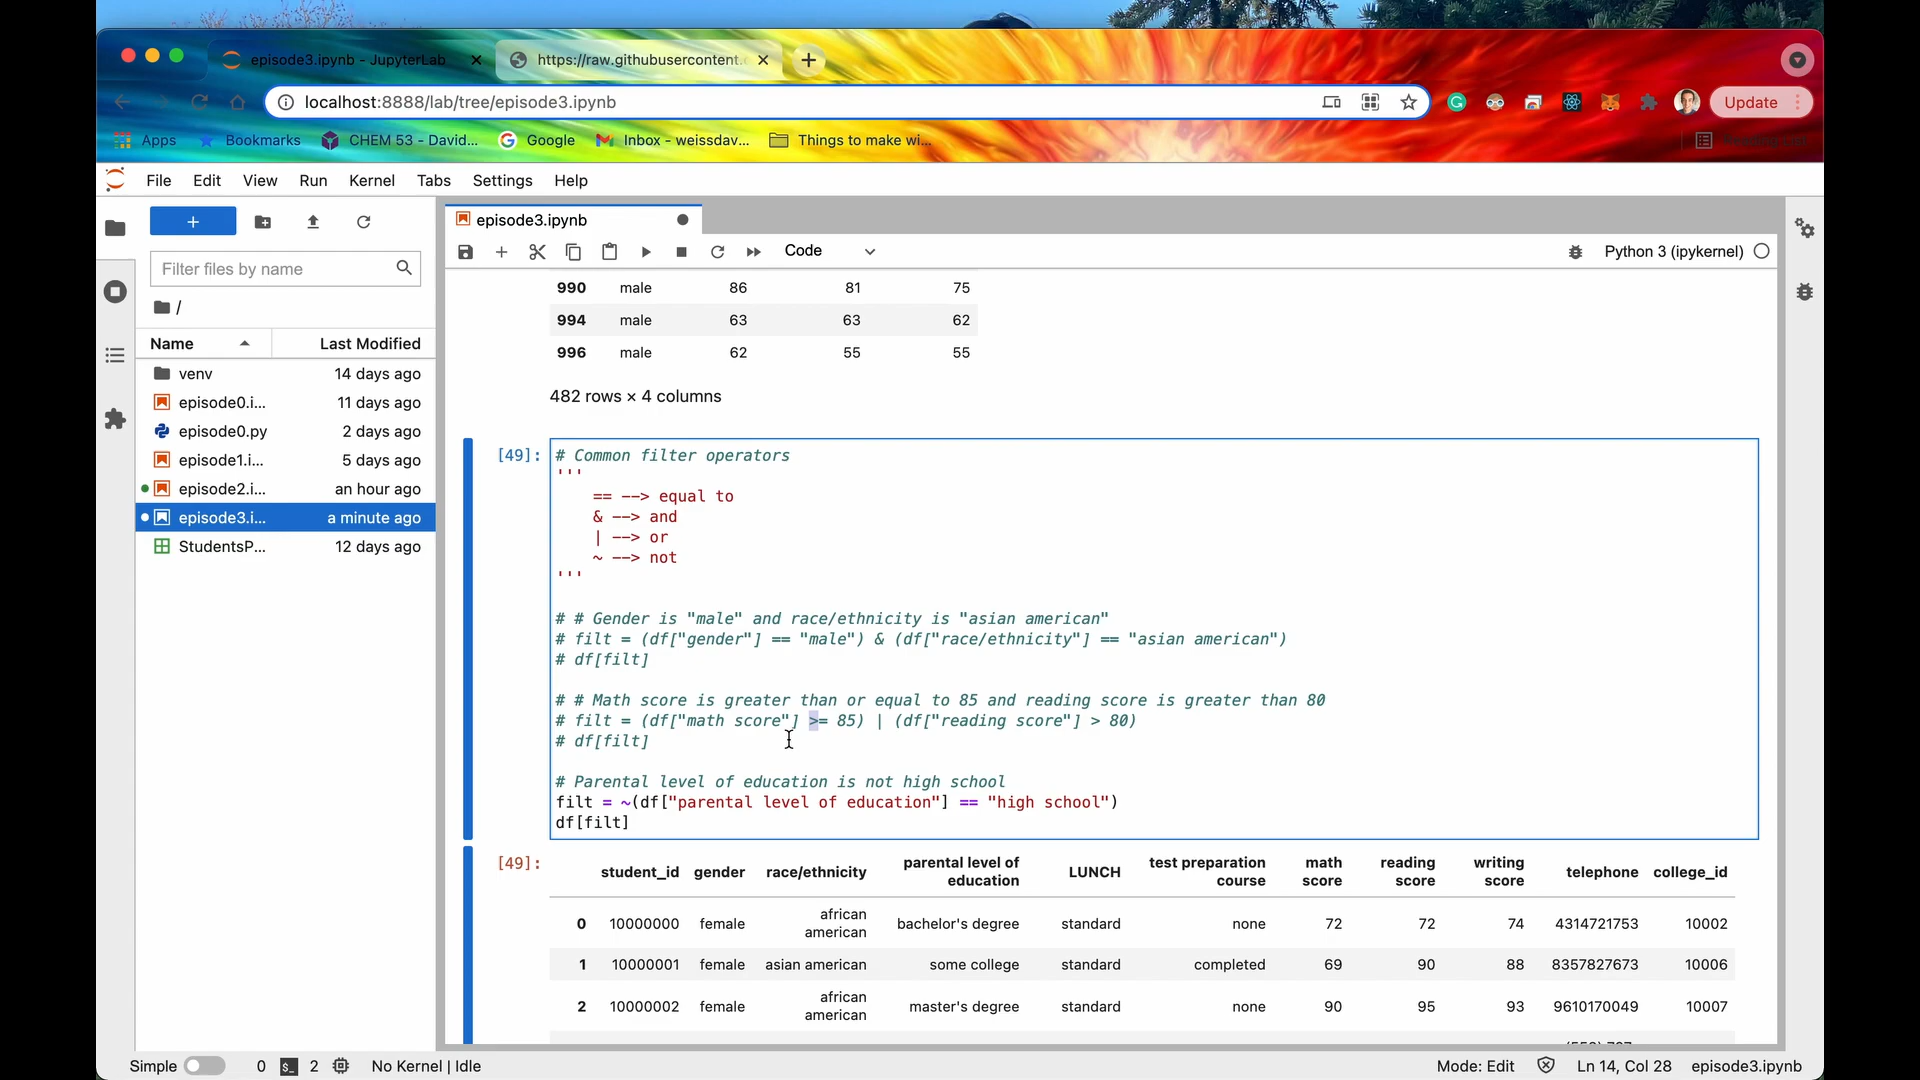 episode3.ipynb - JupyterLab
https://raw.githubusercontent.c
localhost:8888/lab/tree/episode3.ipynb
Update
Apps
Bookmarks
CHEM 53 - David...
Google
Inbox - weissdav...
Things to make wi...
Reading List
File Edit View Run Kernel Tabs Settings Help
episode3.ipynb
Code
Python 3 (ipykernel)
Filter files by name
/
Name Last Modified
venv 14 days ago
episode0.i... 11 days ago
episode0.py 2 days ago
episode1.i... 5 days ago
episode2.i... an hour ago
episode3.i... a minute ago
StudentsP... 12 days ago
990 male 86 81 75
994 male 63 63 62
996 male 62 55 55
482 rows × 4 columns
[49]:
# Common filter operators
'''
== --> equal to
& --> and
| --> or
~ --> not
'''
# # Gender is "male" and race/ethnicity is "asian american"
# filt = (df["gender"] == "male") & (df["race/ethnicity"] == "asian american")
# df[filt]
# # Math score is greater than or equal to 85 and reading score is greater than 80
# filt = (df["math score"] >= 85) | (df["reading score"] > 80)
# df[filt]
# Parental level of education is not high school
filt = ~(df["parental level of education"] == "high school")
df[filt]
[49]:
student_id gender race/ethnicity parental level of education LUNCH test preparation course math score reading score writing score telephone college_id
0 10000000 female african american bachelor's degree standard none 72 72 74 4314721753 10002
1 10000001 female asian american some college standard completed 69 90 88 8357827673 10006
2 10000002 female african american master's degree standard none 90 95 93 9610170049 10007
Simple 0 2 No Kernel | Idle
Mode: Edit Ln 14, Col 28 episode3.ipynb